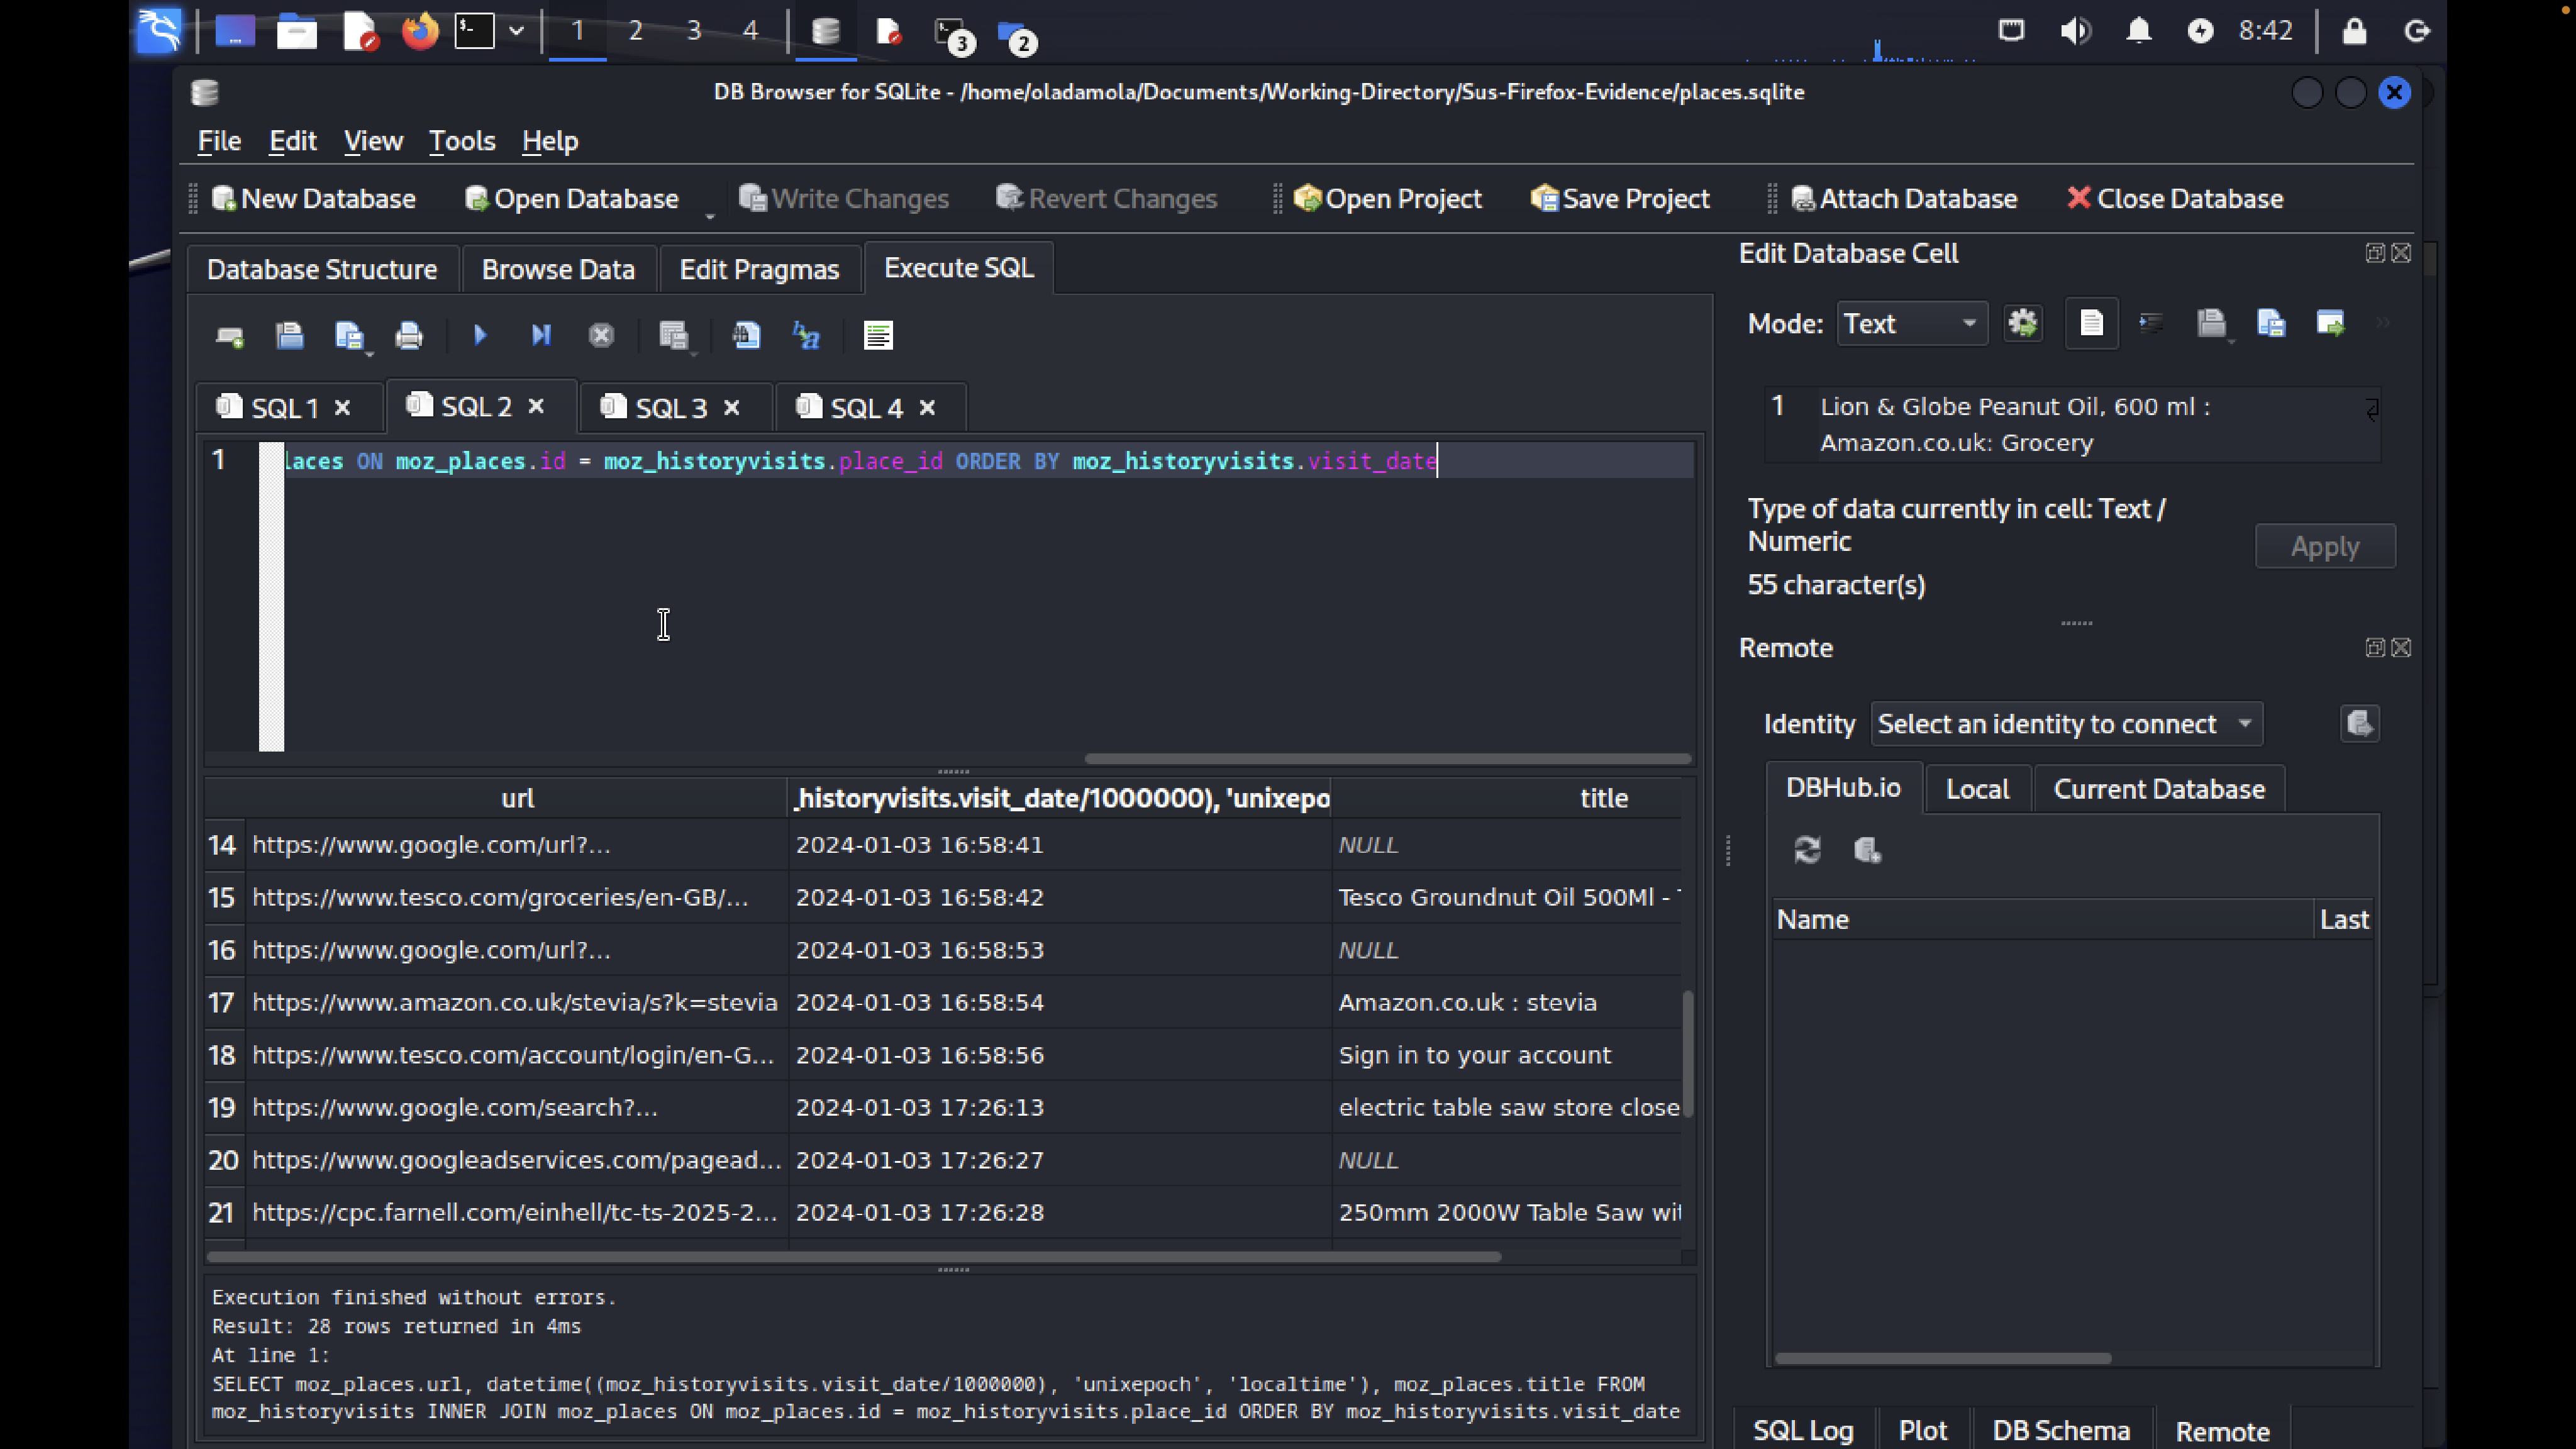 1 2 3 4 3 2 8:42
DB Browser for SQLite - /home/oladamola/Documents/Working-Directory/Sus-Firefox-Evidence/places.sqlite
File Edit View Tools Help
New Database Open Database Write Changes Revert Changes Open Project Save Project Attach Database Close Database
Database Structure Browse Data Edit Pragmas Execute SQL
SQL 1 SQL 2 SQL 3 SQL 4
1 laces ON moz_places.id = moz_historyvisits.place_id ORDER BY moz_historyvisits.visit_date
url _historyvisits.visit_date/1000000), 'unixepo title
14 https://www.google.com/url?... 2024-01-03 16:58:41 NULL
15 https://www.tesco.com/groceries/en-GB/... 2024-01-03 16:58:42 Tesco Groundnut Oil 500Ml -
16 https://www.google.com/url?... 2024-01-03 16:58:53 NULL
17 https://www.amazon.co.uk/stevia/s?k=stevia 2024-01-03 16:58:54 Amazon.co.uk : stevia
18 https://www.tesco.com/account/login/en-G... 2024-01-03 16:58:56 Sign in to your account
19 https://www.google.com/search?... 2024-01-03 17:26:13 electric table saw store close
20 https://www.googleadservices.com/pagead... 2024-01-03 17:26:27 NULL
21 https://cpc.farnell.com/einhell/tc-ts-2025-2... 2024-01-03 17:26:28 250mm 2000W Table Saw wit
Execution finished without errors.
Result: 28 rows returned in 4ms
At line 1:
SELECT moz_places.url, datetime((moz_historyvisits.visit_date/1000000), 'unixepoch', 'localtime'), moz_places.title FROM
moz_historyvisits INNER JOIN moz_places ON moz_places.id = moz_historyvisits.place_id ORDER BY moz_historyvisits.visit_date
Edit Database Cell
Mode: Text
1 Lion & Globe Peanut Oil, 600 ml :
Amazon.co.uk: Grocery
Type of data currently in cell: Text /
Numeric
55 character(s)
Apply
Remote
Identity Select an identity to connect
DBHub.io Local Current Database
Name Last
SQL Log Plot DB Schema Remote